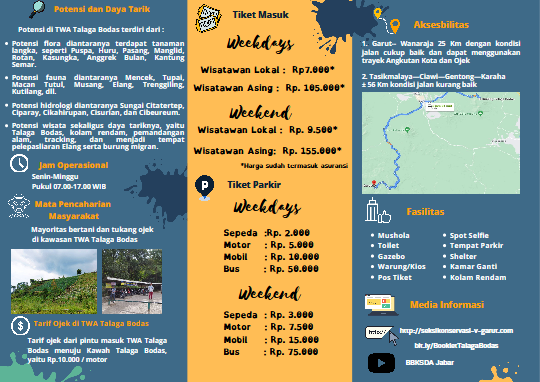 Potensi dan Daya Tarik
Potensi di TWA Talaga Bodas terdiri dari :
• Potensi flora diantaranya terdapat tanaman
langka, seperti Puspa, Huru, Pasang, Manglid,
Rotan, Kasungka, Anggrek Bulan, Kantung
Semar.
• Potensi fauna diantaranya Mencek, Tupai,
Macan Tutul, Musang, Elang, Trenggiling,
Kutilang, dll.
• Potensi hidrologi diantaranya Sungai Citatertep,
Ciparay, Cikahirupan, Cisurian, dan Cibeureum.
• Potensi wisata sekaligus daya tariknya, yaitu
Talaga Bodas, kolam rendam, pemandangan
alam, tracking, dan menjadi tempat
pelepasliaran Elang serta burung migran.
Jam Operasional
Senin-Minggu
Pukul 07.00-17.00 WIB
Mata Pencaharian
Masyarakat
Mayoritas bertani dan tukang ojek
di kawasan TWA Talaga Bodas
Tarif Ojek di TWA Talaga Bodas
Tarif ojek dari pintu masuk TWA Talaga
Bodas menuju Kawah Talaga Bodas,
yaitu Rp.10.000 / motor
Tiket Masuk
Weekdays
Wisatawan Lokal : Rp7.000*
Wisatawan Asing : Rp. 105.000*
Weekend
Wisatawan Lokal : Rp. 9.500*
Wisatawan Asing: Rp. 155.000*
*Harga sudah termasuk asuransi
Tiket Parkir
Weekdays
Sepeda :Rp. 2.000
Motor : Rp. 5.000
Mobil : Rp. 10.000
Bus : Rp. 50.000
Weekend
Sepeda : Rp. 3.000
Motor : Rp. 7.500
Mobil : Rp. 15.000
Bus : Rp. 75.000
Aksesbilitas
1. Garut– Wanaraja 25 Km dengan kondisi
jalan cukup baik dan dapat menggunakan
trayek Angkutan Kota dan Ojek
2. Tasikmalaya—Ciawi—Gentong—Karaha
± 56 Km kondisi jalan kurang baik
Fasilitas
• Mushola
• Toilet
• Gazebo
• Warung/Kios
• Pos Tiket
• Spot Selfie
• Tempat Parkir
• Shelter
• Kamar Ganti
• Kolam Rendam
Media Informasi
http://
http://seksikonservasi-v-garut.com
bit.ly/BookletTalagaBodas
BBKSDA Jabar